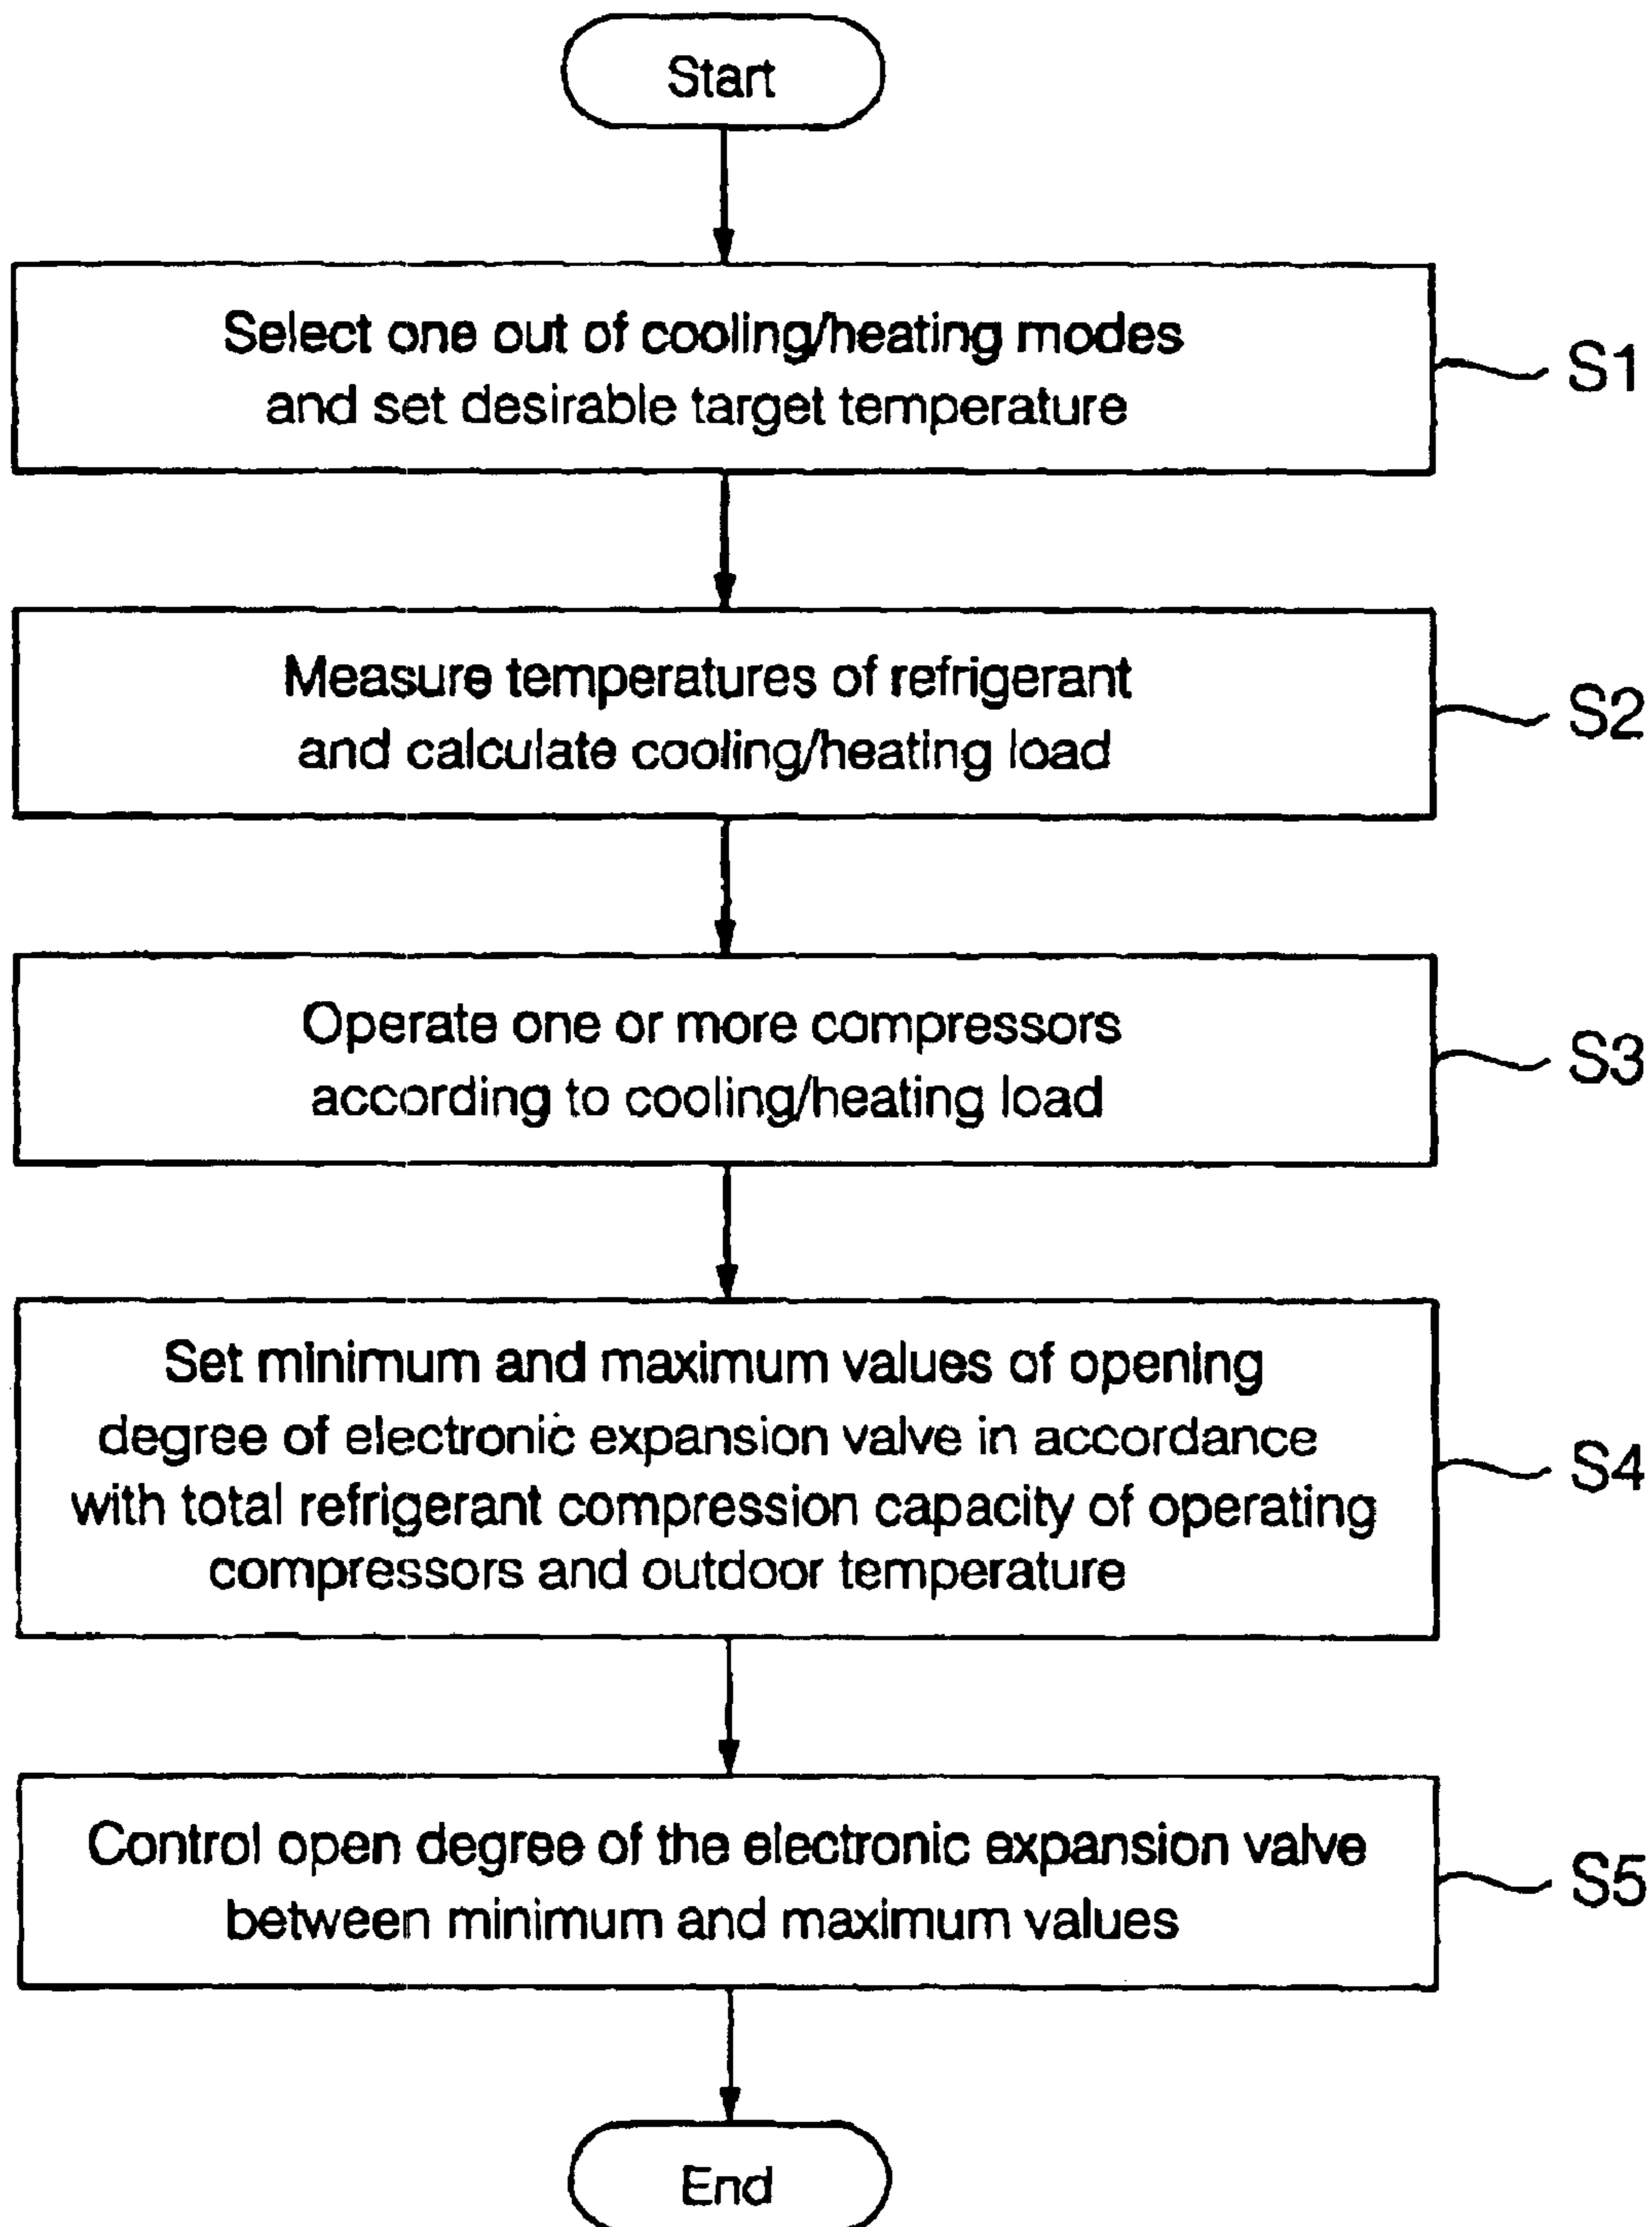 Start
Select one out of cooling/heating modes
and set desirable target temperature
S1
Measure temperatures of refrigerant
and calculate cooling/heating load
S2
Operate one or more compressors
according to cooling/heating load
S3
Set minimum and maximum values of opening
degree of electronic expansion valve in accordance
with total refrigerant compression capacity of operating
compressors and outdoor temperature
S4
Control open degree of the electronic expansion valve
between minimum and maximum values
S5
End